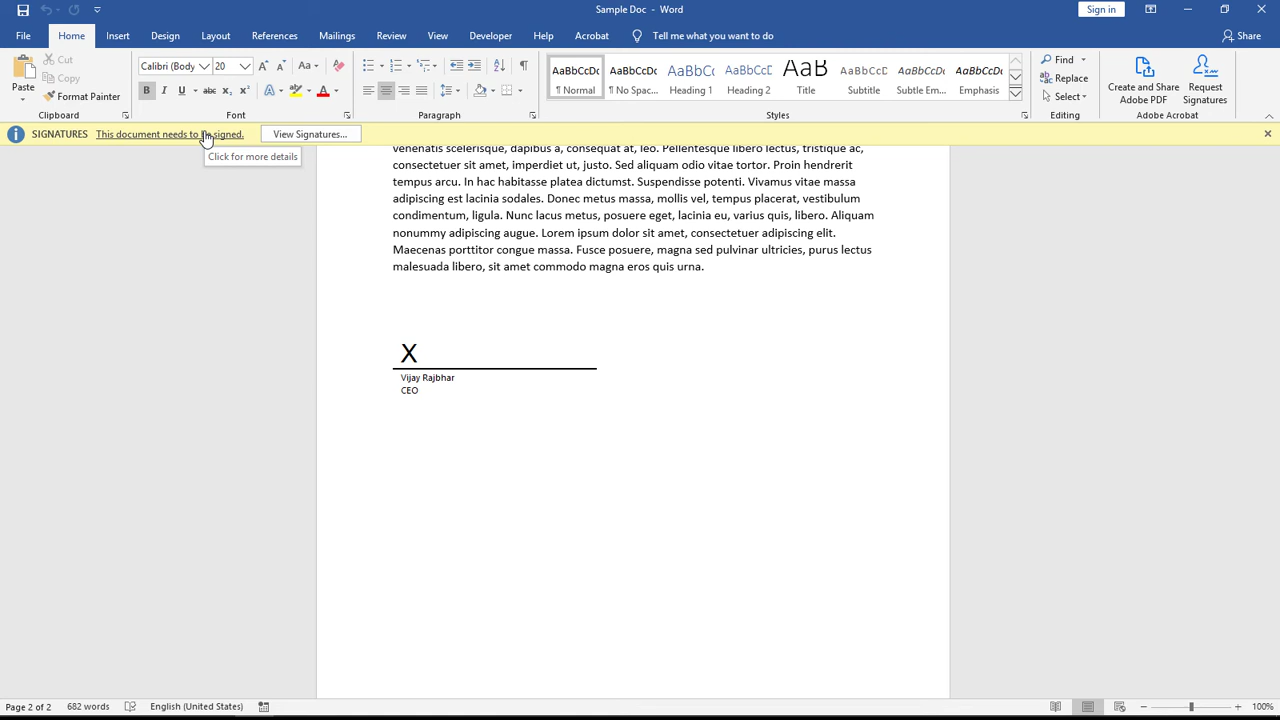 Sample Doc - Word
Sign in
File Home Insert Design Layout References Mailings Review View Developer Help Acrobat Tell me what you want to do Share
Paste
Cut
Copy
Format Painter
Clipboard
Calibri (Body 20
Aa
B I U abc X₂ X² A A
Font
Paragraph
AaBbCcDc
¶ Normal
AaBbCcDc
¶ No Spac...
AaBbC(
Heading 1
AaBbCcD
Heading 2
AaB
Title
AaBbCcC
Subtitle
AaBbCcDt
Subtle Em...
AaBbCcDt
Emphasis
Styles
Find
Replace
Select
Editing
Create and Share
Adobe PDF
Request
Signatures
Adobe Acrobat
SIGNATURES This document needs to be signed. View Signatures...
Click for more details
venenatis scelerisque, dapibus a, consequat at, leo. Pellentesque libero lectus, tristique ac,
consectetuer sit amet, imperdiet ut, justo. Sed aliquam odio vitae tortor. Proin hendrerit
tempus arcu. In hac habitasse platea dictumst. Suspendisse potenti. Vivamus vitae massa
adipiscing est lacinia sodales. Donec metus massa, mollis vel, tempus placerat, vestibulum
condimentum, ligula. Nunc lacus metus, posuere eget, lacinia eu, varius quis, libero. Aliquam
nonummy adipiscing augue. Lorem ipsum dolor sit amet, consectetuer adipiscing elit.
Maecenas porttitor congue massa. Fusce posuere, magna sed pulvinar ultricies, purus lectus
malesuada libero, sit amet commodo magna eros quis urna.
X
Vijay Rajbhar
CEO
Page 2 of 2 682 words English (United States) 100%